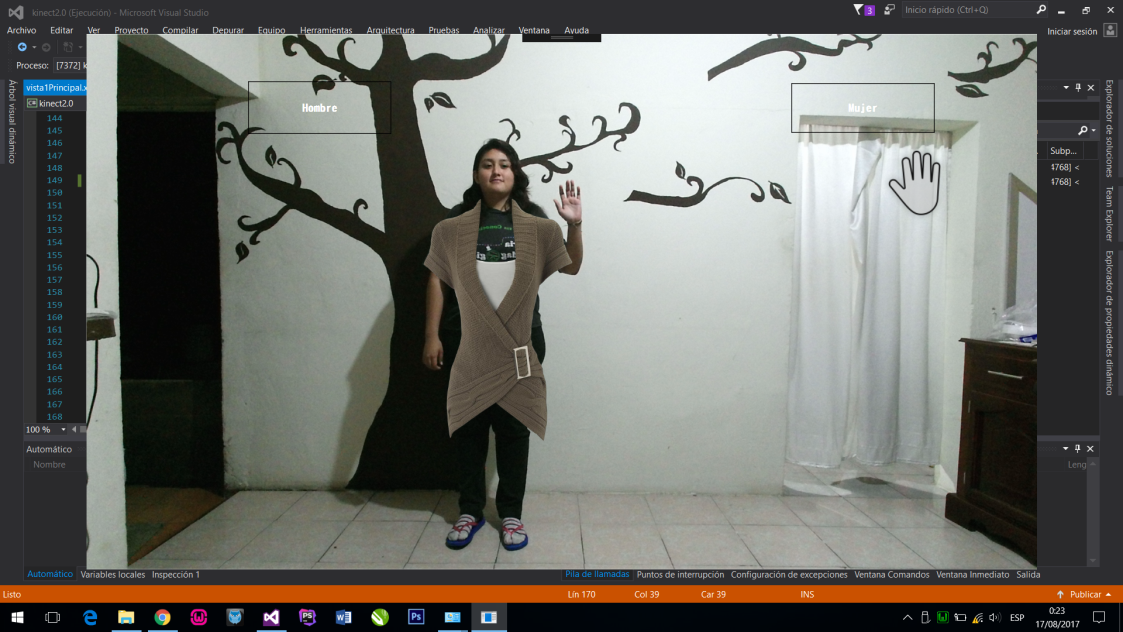 kinect2.0 (Ejecución) - Microsoft Visual Studio
3
Inicio rápido (Ctrl+Q)
Archivo Editar Ver Proyecto Compilar Depurar Equipo Herramientas Arquitectura Pruebas Analizar Ventana Ayuda
Iniciar sesión
Proceso: [7372] k
vista1Principal.x
kinect2.0
Árbol visual dinámico
144
145
146
147
148
149
150
151
152
153
154
155
156
157
158
159
160
161
162
163
164
165
166
167
168
100 %
Hombre
Mujer
Subp...
4768] <
4768] <
Explorador de soluciones
Team Explorer
Explorador de propiedades dinámico
Automático
Nombre
Leng
Automático Variables locales Inspección 1
Pila de llamadas Puntos de interrupción Configuración de excepciones Ventana Comandos Ventana Inmediato Salida
Listo
Lín 170
Col 39
Car 39
INS
Publicar
ESP
0:23
17/08/2017